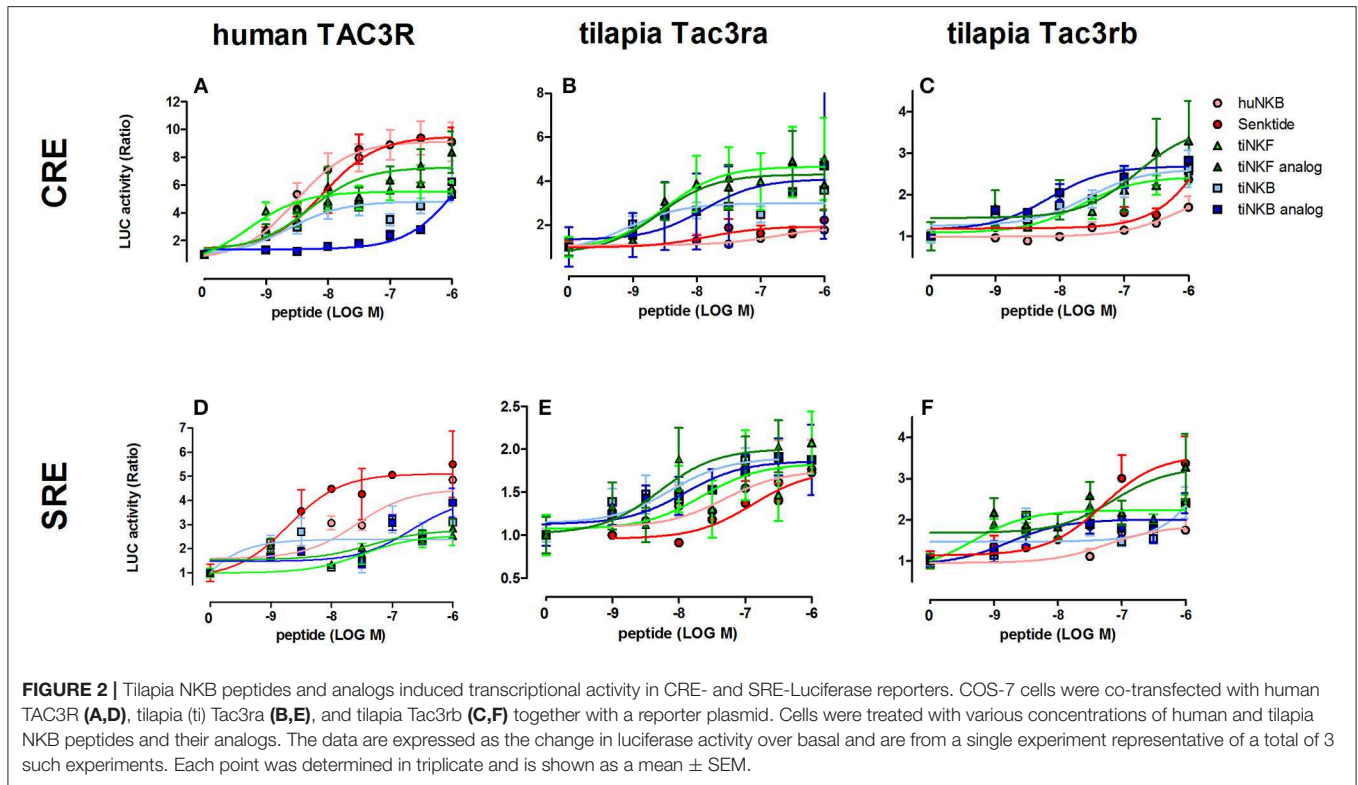 human TAC3R
tilapia Tac3ra
tilapia Tac3rb
CRE
A
LUC activity (Ratio)
12
10
8
6
4
2
0
-9
-8
-7
-6
peptide (LOG M)
B
8
6
4
2
0
-9
-8
-7
-6
peptide (LOG M)
C
4
3
2
1
0
-9
-8
-7
-6
peptide (LOG M)
huNKB
Senktide
tiNKF
tiNKF analog
tiNKB
tiNKB analog
SRE
D
LUC activity (Ratio)
7
6
5
4
3
2
1
0
-9
-8
-7
-6
peptide (LOG M)
E
2.5
2.0
1.5
1.0
0.5
0
-9
-8
-7
-6
peptide (LOG M)
F
4
3
2
1
0
-9
-8
-7
-6
peptide (LOG M)
FIGURE 2 | Tilapia NKB peptides and analogs induced transcriptional activity in CRE- and SRE-Luciferase reporters. COS-7 cells were co-transfected with human
TAC3R (A,D), tilapia (ti) Tac3ra (B,E), and tilapia Tac3rb (C,F) together with a reporter plasmid. Cells were treated with various concentrations of human and tilapia
NKB peptides and their analogs. The data are expressed as the change in luciferase activity over basal and are from a single experiment representative of a total of 3
such experiments. Each point was determined in triplicate and is shown as a mean ± SEM.